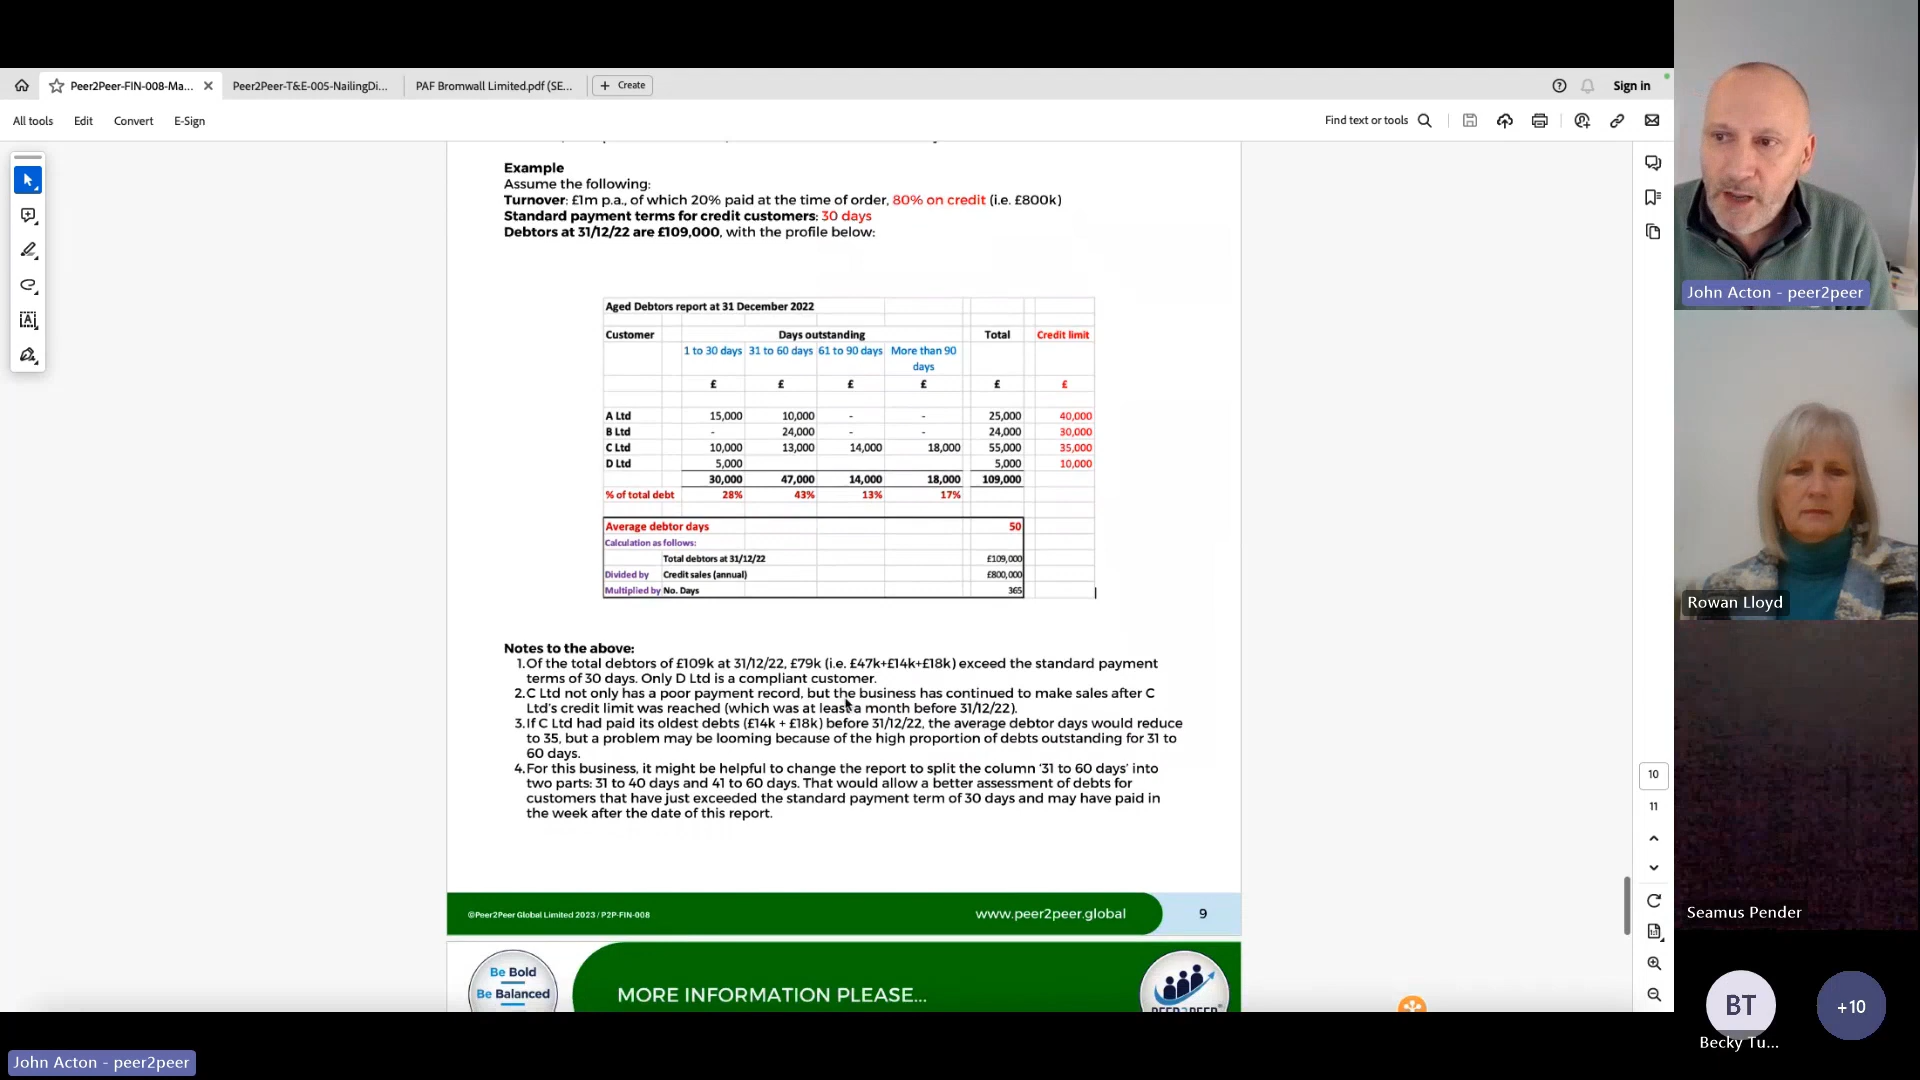 Peer2Peer-FIN-008-Ma...
Peer2Peer-T&E-005-NailingDi...
PAF Bromwall Limited.pdf (SE...
Create
Sign in
All tools
Edit
Convert
E-Sign
Find text or tools
Example
Assume the following:
Turnover: £1m p.a., of which 20% paid at the time of order, 80% on credit (i.e. £800k)
Standard payment terms for credit customers: 30 days
Debtors at 31/12/22 are £109,000, with the profile below:
Aged Debtors report at 31 December 2022
Customer Days outstanding Total Credit limit
1 to 30 days 31 to 60 days 61 to 90 days More than 90
days
£ £ £ £ £ £
A Ltd 15,000 10,000 - - 25,000 40,000
B Ltd - 24,000 - - 24,000 30,000
C Ltd 10,000 13,000 14,000 18,000 55,000 35,000
D Ltd 5,000 5,000 10,000
30,000 47,000 14,000 18,000 109,000
% of total debt 28% 43% 13% 17%
Average debtor days 50
Calculation as follows:
Total debtors at 31/12/22 £109,000
Divided by Credit sales (annual) £800,000
Multiplied by No. Days 365
Notes to the above:
1. Of the total debtors of £109k at 31/12/22, £79k (i.e. £47k+£14k+£18k) exceed the standard payment
terms of 30 days. Only D Ltd is a compliant customer.
2. C Ltd not only has a poor payment record, but the business has continued to make sales after C
Ltd's credit limit was reached (which was at least a month before 31/12/22).
3. If C Ltd had paid its oldest debts (£14k + £18k) before 31/12/22, the average debtor days would reduce
to 35, but a problem may be looming because of the high proportion of debts outstanding for 31 to
60 days.
4. For this business, it might be helpful to change the report to split the column '31 to 60 days' into
two parts: 31 to 40 days and 41 to 60 days. That would allow a better assessment of debts for
customers that have just exceeded the standard payment term of 30 days and may have paid in
the week after the date of this report.
©Peer2Peer Global Limited 2023 / P2P-FIN-008
www.peer2peer.global
9
Be Bold
Be Balanced
MORE INFORMATION PLEASE...
PEER2PEER
10
11
John Acton - peer2peer
Rowan Lloyd
Seamus Pender
BT
+10
Becky Tu...
John Acton - peer2peer